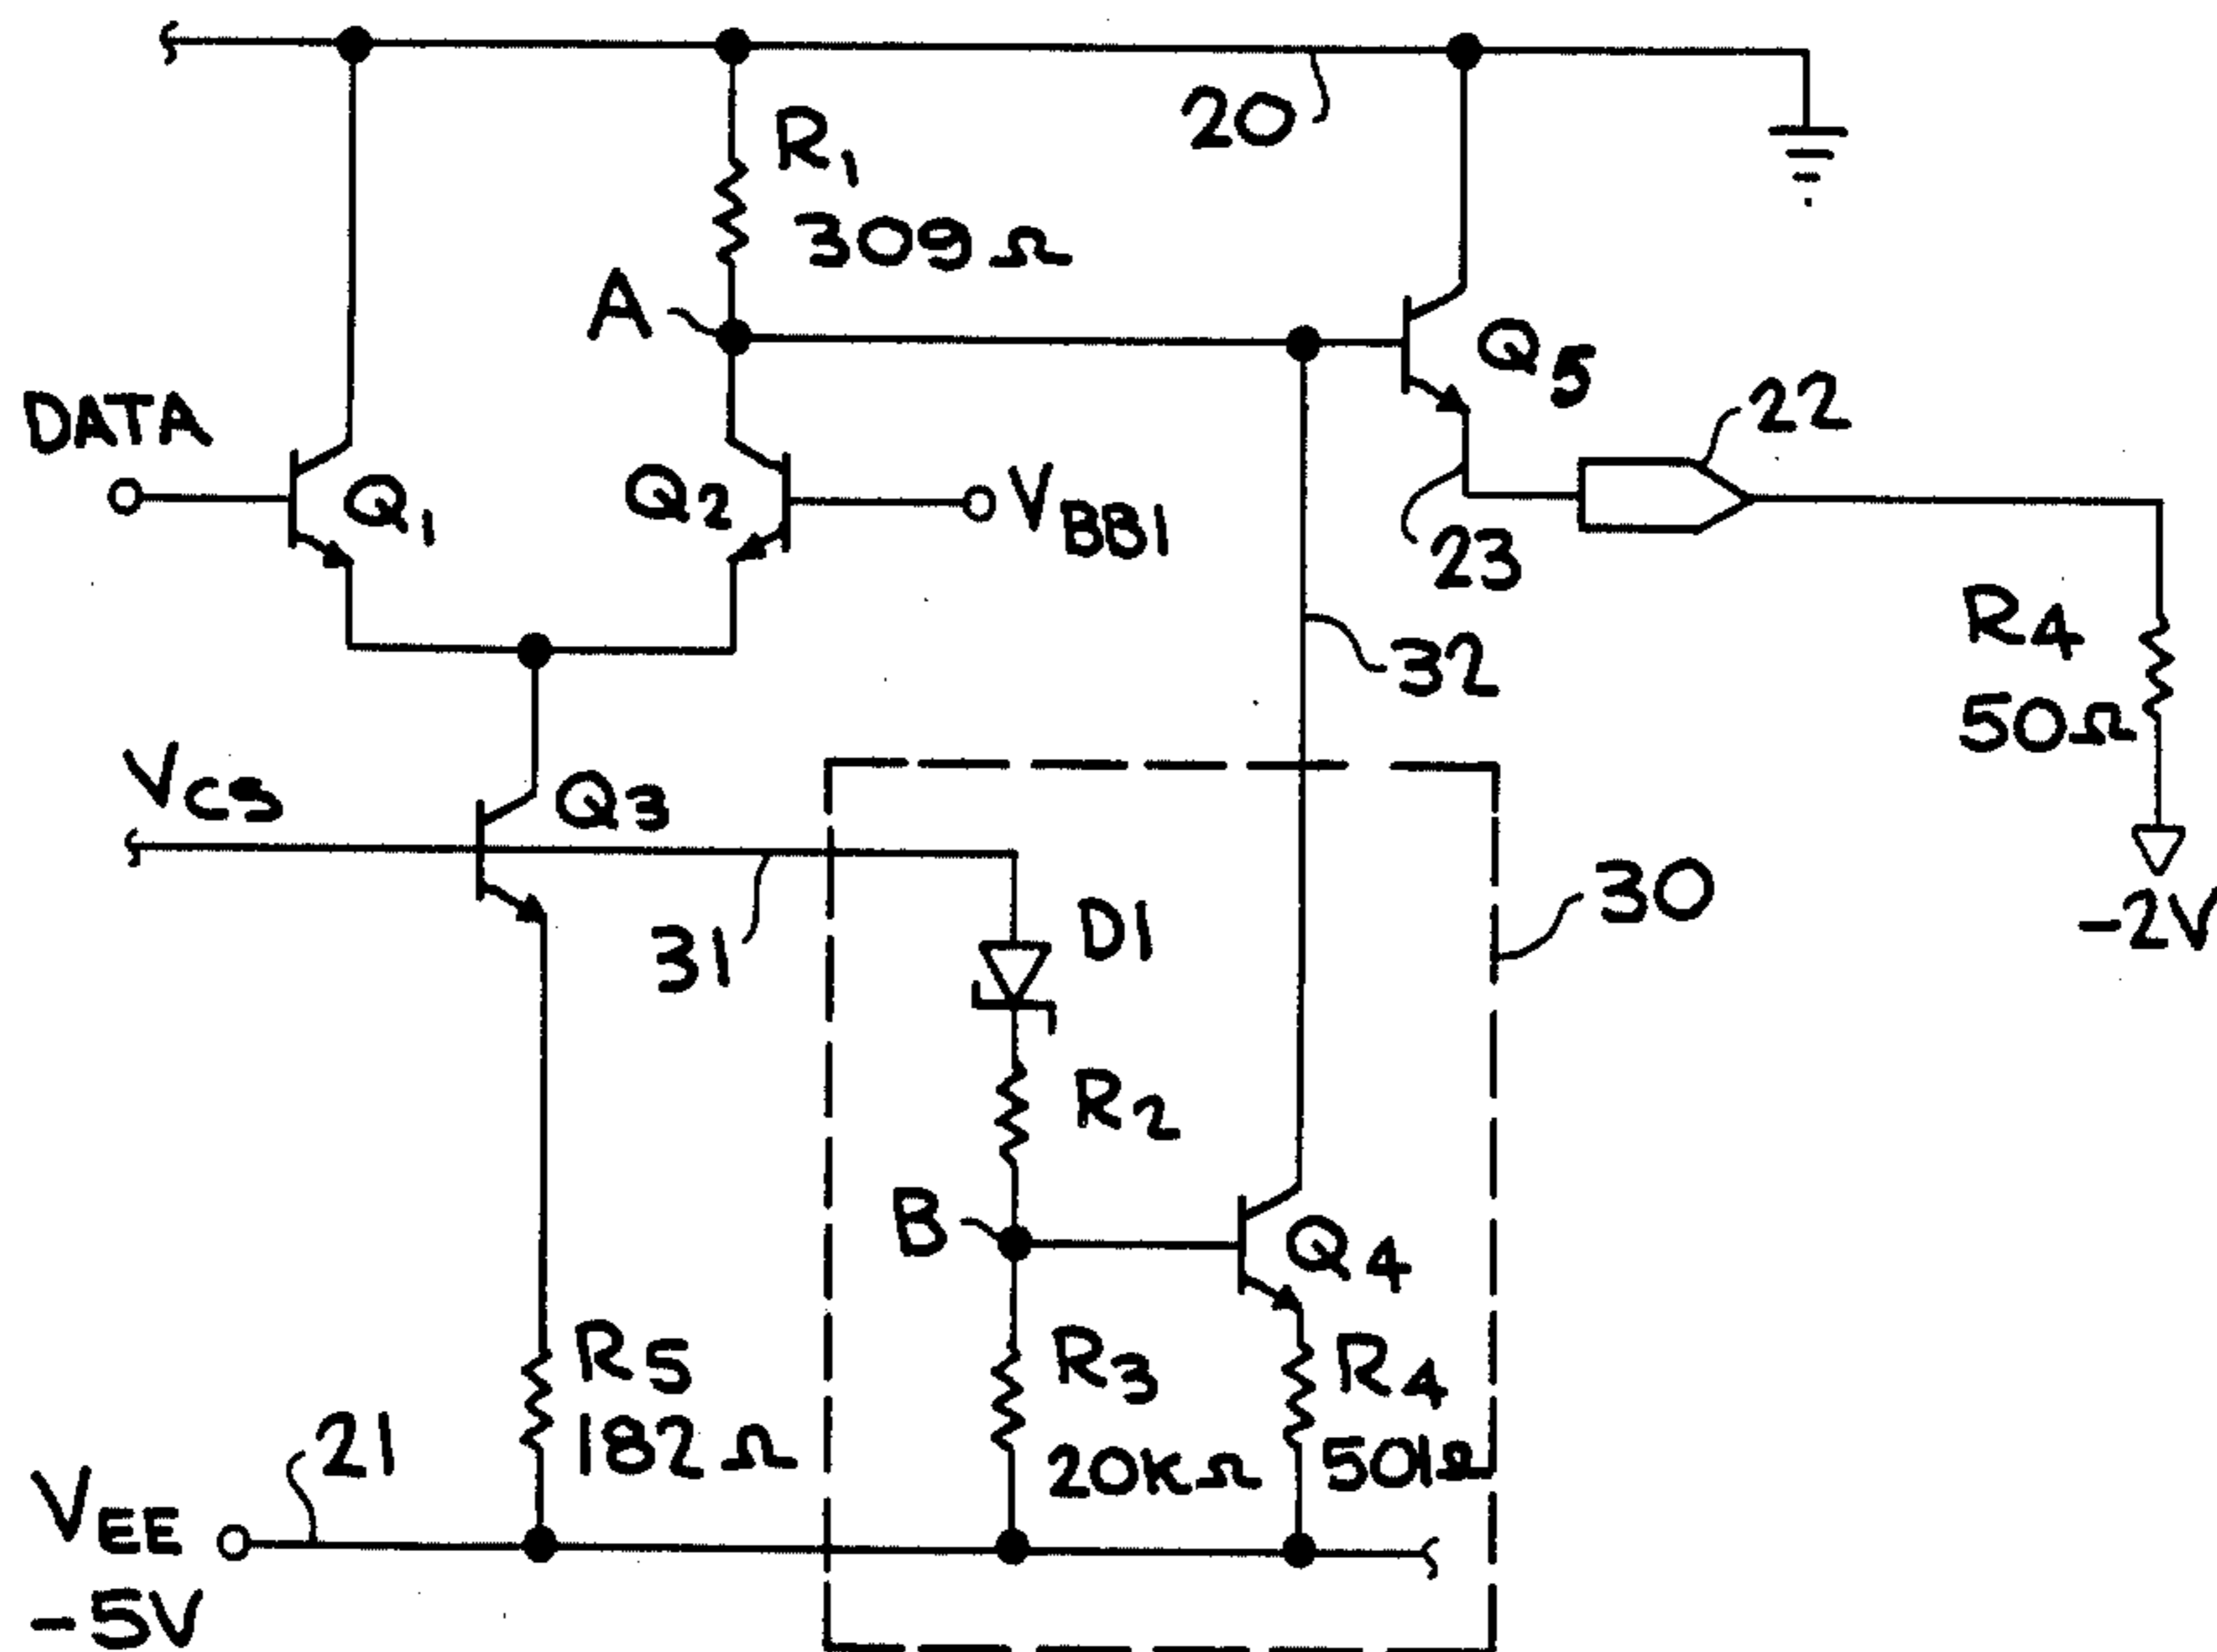 20
R1
309Ω
A
Q5
22
DATA
Q1
Q2
VBB1
23
R4
50Ω
32
VCS
Q3
30
-2V
31
D1
R2
B
Q4
R5
182Ω
R3
20KΩ
R4
501Ω
21
VEE
-5V